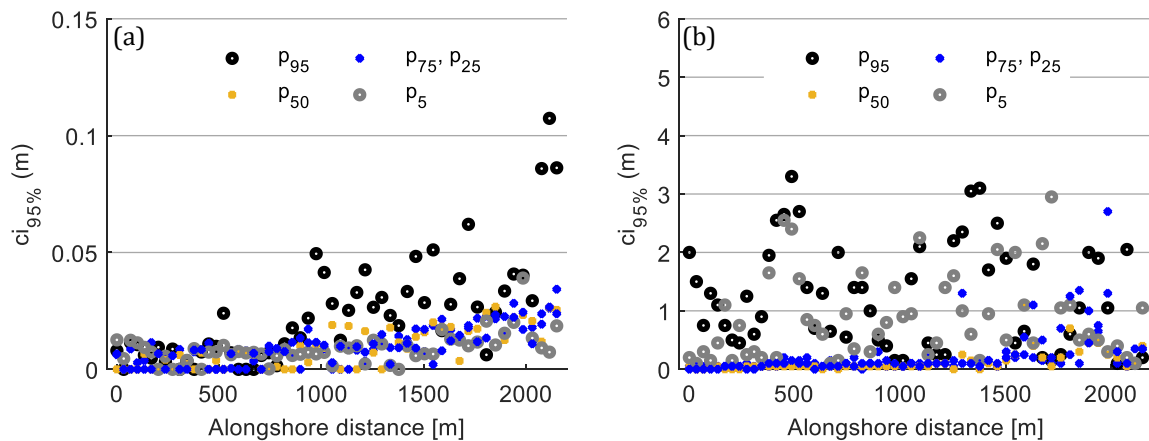 (a)
p95
p75, p25
p50
p5
0.15
0.1
0.05
0
ci95% (m)
0
500
1000
1500
2000
Alongshore distance [m]
(b)
p95
p75, p25
p50
p5
6
5
4
3
2
1
0
ci95% (m)
0
500
1000
1500
2000
Alongshore distance [m]